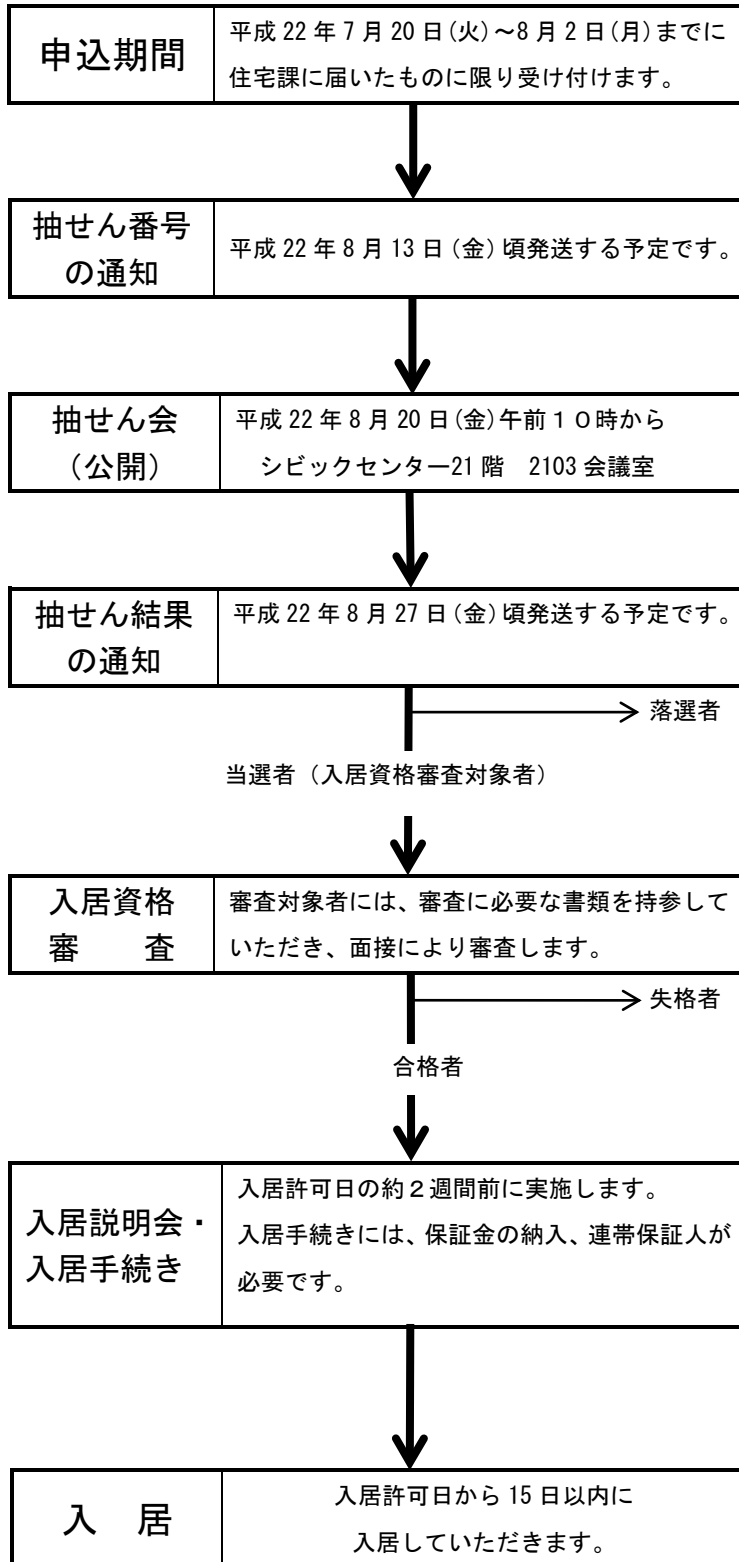 申込期間
平成 22 年 7 月 20 日(火)～8 月 2 日(月)までに
住宅課に届いたものに限り受け付けます。
抽せん番号
の通知
平成 22 年 8 月 13 日(金)頃発送する予定です。
抽せん会
(公開)
平成 22 年 8 月 20 日(金)午前１０時から
シビックセンター21 階　2103 会議室
抽せん結果
の通知
平成 22 年 8 月 27 日(金)頃発送する予定です。
落選者
当選者（入居資格審査対象者）
入居資格
審　　査
審査対象者には、審査に必要な書類を持参して
いただき、面接により審査します。
失格者
合格者
入居説明会・
入居手続き
入居許可日の約２週間前に実施します。
入居手続きには、保証金の納入、連帯保証人が
必要です。
入　居
入居許可日から 15 日以内に
入居していただきます。